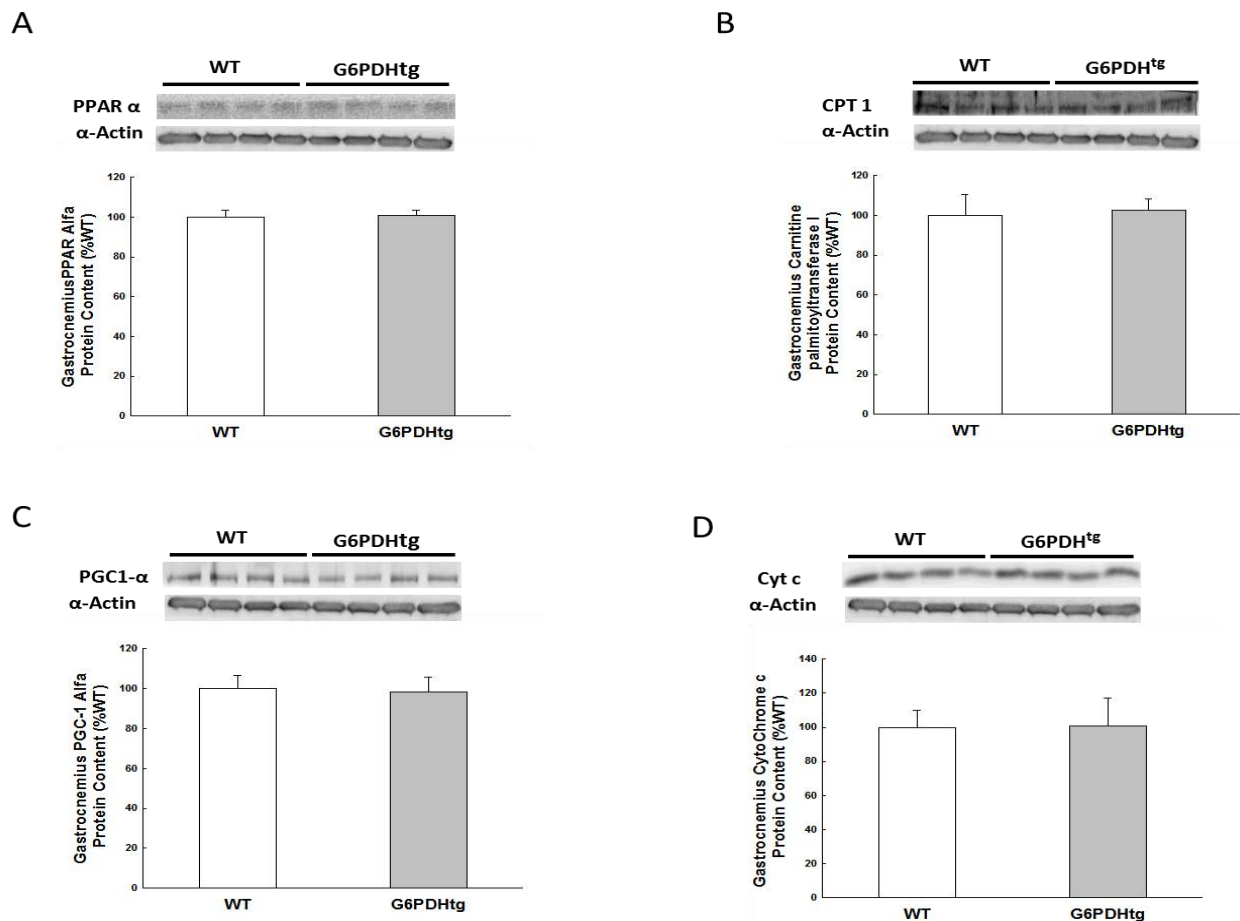 A
WT G6PDHtg
PPAR α
α-Actin
Gastrocnemius PPAR Alfa
Protein Content (%WT)
120
100
80
60
40
20
0
WT G6PDHtg
B
WT G6PDHtg
CPT 1
α-Actin
Gastrocnemius Carnitine
palmitoyltransferase I
Protein Content (%WT)
120
100
80
60
40
20
0
WT G6PDHtg
C
WT G6PDHtg
PGC1-α
α-Actin
Gastrocnemius PGC-1 Alfa
Protein Content (%WT)
120
100
80
60
40
20
0
WT G6PDHtg
D
WT G6PDHtg
Cyt c
α-Actin
Gastrocnemius CytoChrome c
Protein Content (%WT)
140
120
100
80
60
40
20
0
WT G6PDHtg